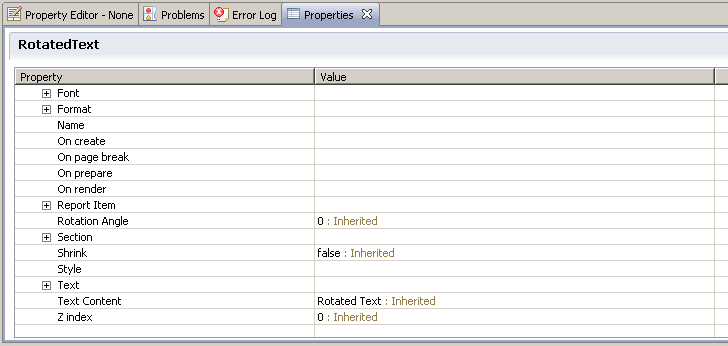 Property Editor - None Problems Error Log Properties
RotatedText
Property Value
Font
Format
Name
On create
On page break
On prepare
On render
Report Item
Rotation Angle 0 : Inherited
Section
Shrink false : Inherited
Style
Text
Text Content Rotated Text : Inherited
Z index 0 : Inherited